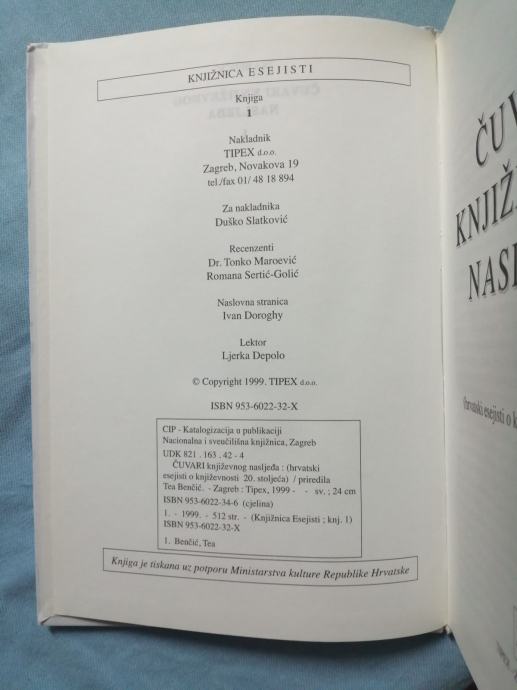 KNJIŽNICA ESEJISTI
Knjiga
1
Nakladnik
TIPEX d.o.o.
Zagreb, Novakova 19
tel./fax 01/ 48 18 894
Za nakladnika
Duško Slatković
Recenzenti
Dr. Tonko Maroević
Romana Sertić-Golić
Naslovna stranica
Ivan Doroghy
Lektor
Ljerka Depolo
© Copyright 1999. TIPEX d.o.o.
ISBN 953-6022-32-X
CIP - Katalogizacija u publikaciji
Nacionalna i sveučilišna knjižnica, Zagreb
UDK 821 . 163 . 42 - 4
ČUVARI književnog nasljeđa : (hrvatski
esejisti o književnosti 20. stoljeća) / priredila
Tea Benčić. - Zagreb : Tipex, 1999 - - sv. ; 24 cm
ISBN 953-6022-34-6 (cjelina)
1. - 1999. - 512 str. - (Knjižnica Esejisti ; knj. 1)
ISBN 953-6022-32-X
1. Benčić, Tea
Knjiga je tiskana uz potporu Ministarstva kulture Republike Hrvatske
ČUV
KNJIŽ
NASL
(hrvatski esejisti o k
TIPEX